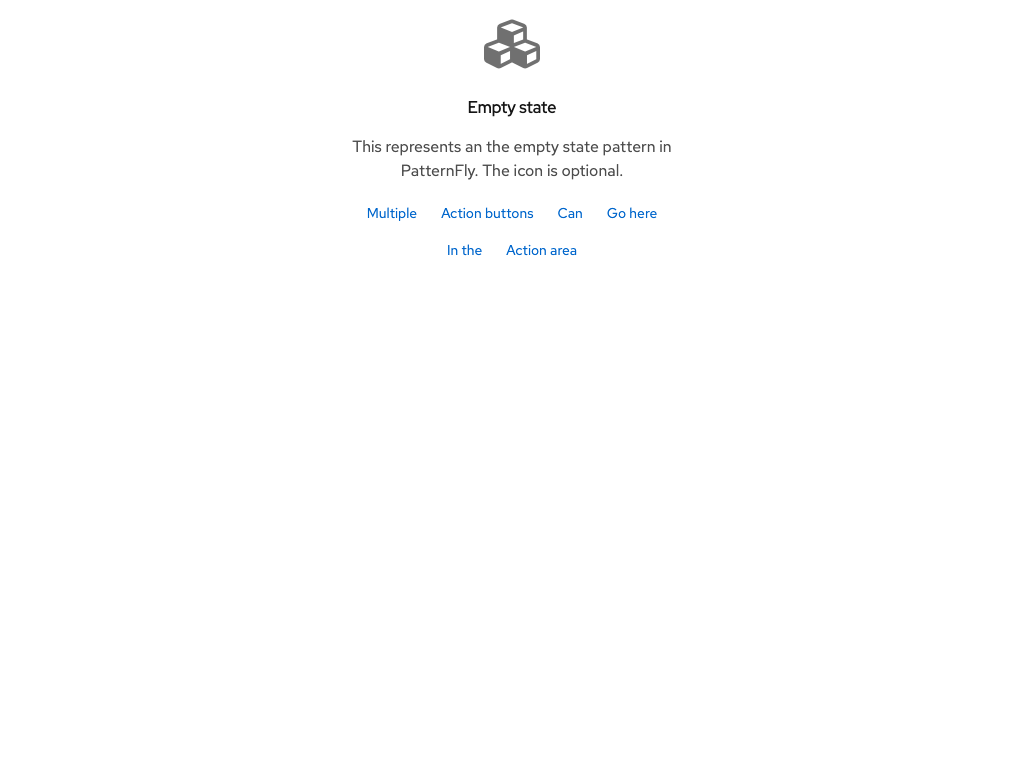 Empty state
This represents an the empty state pattern in
PatternFly. The icon is optional.
Multiple Action buttons Can Go here
In the Action area